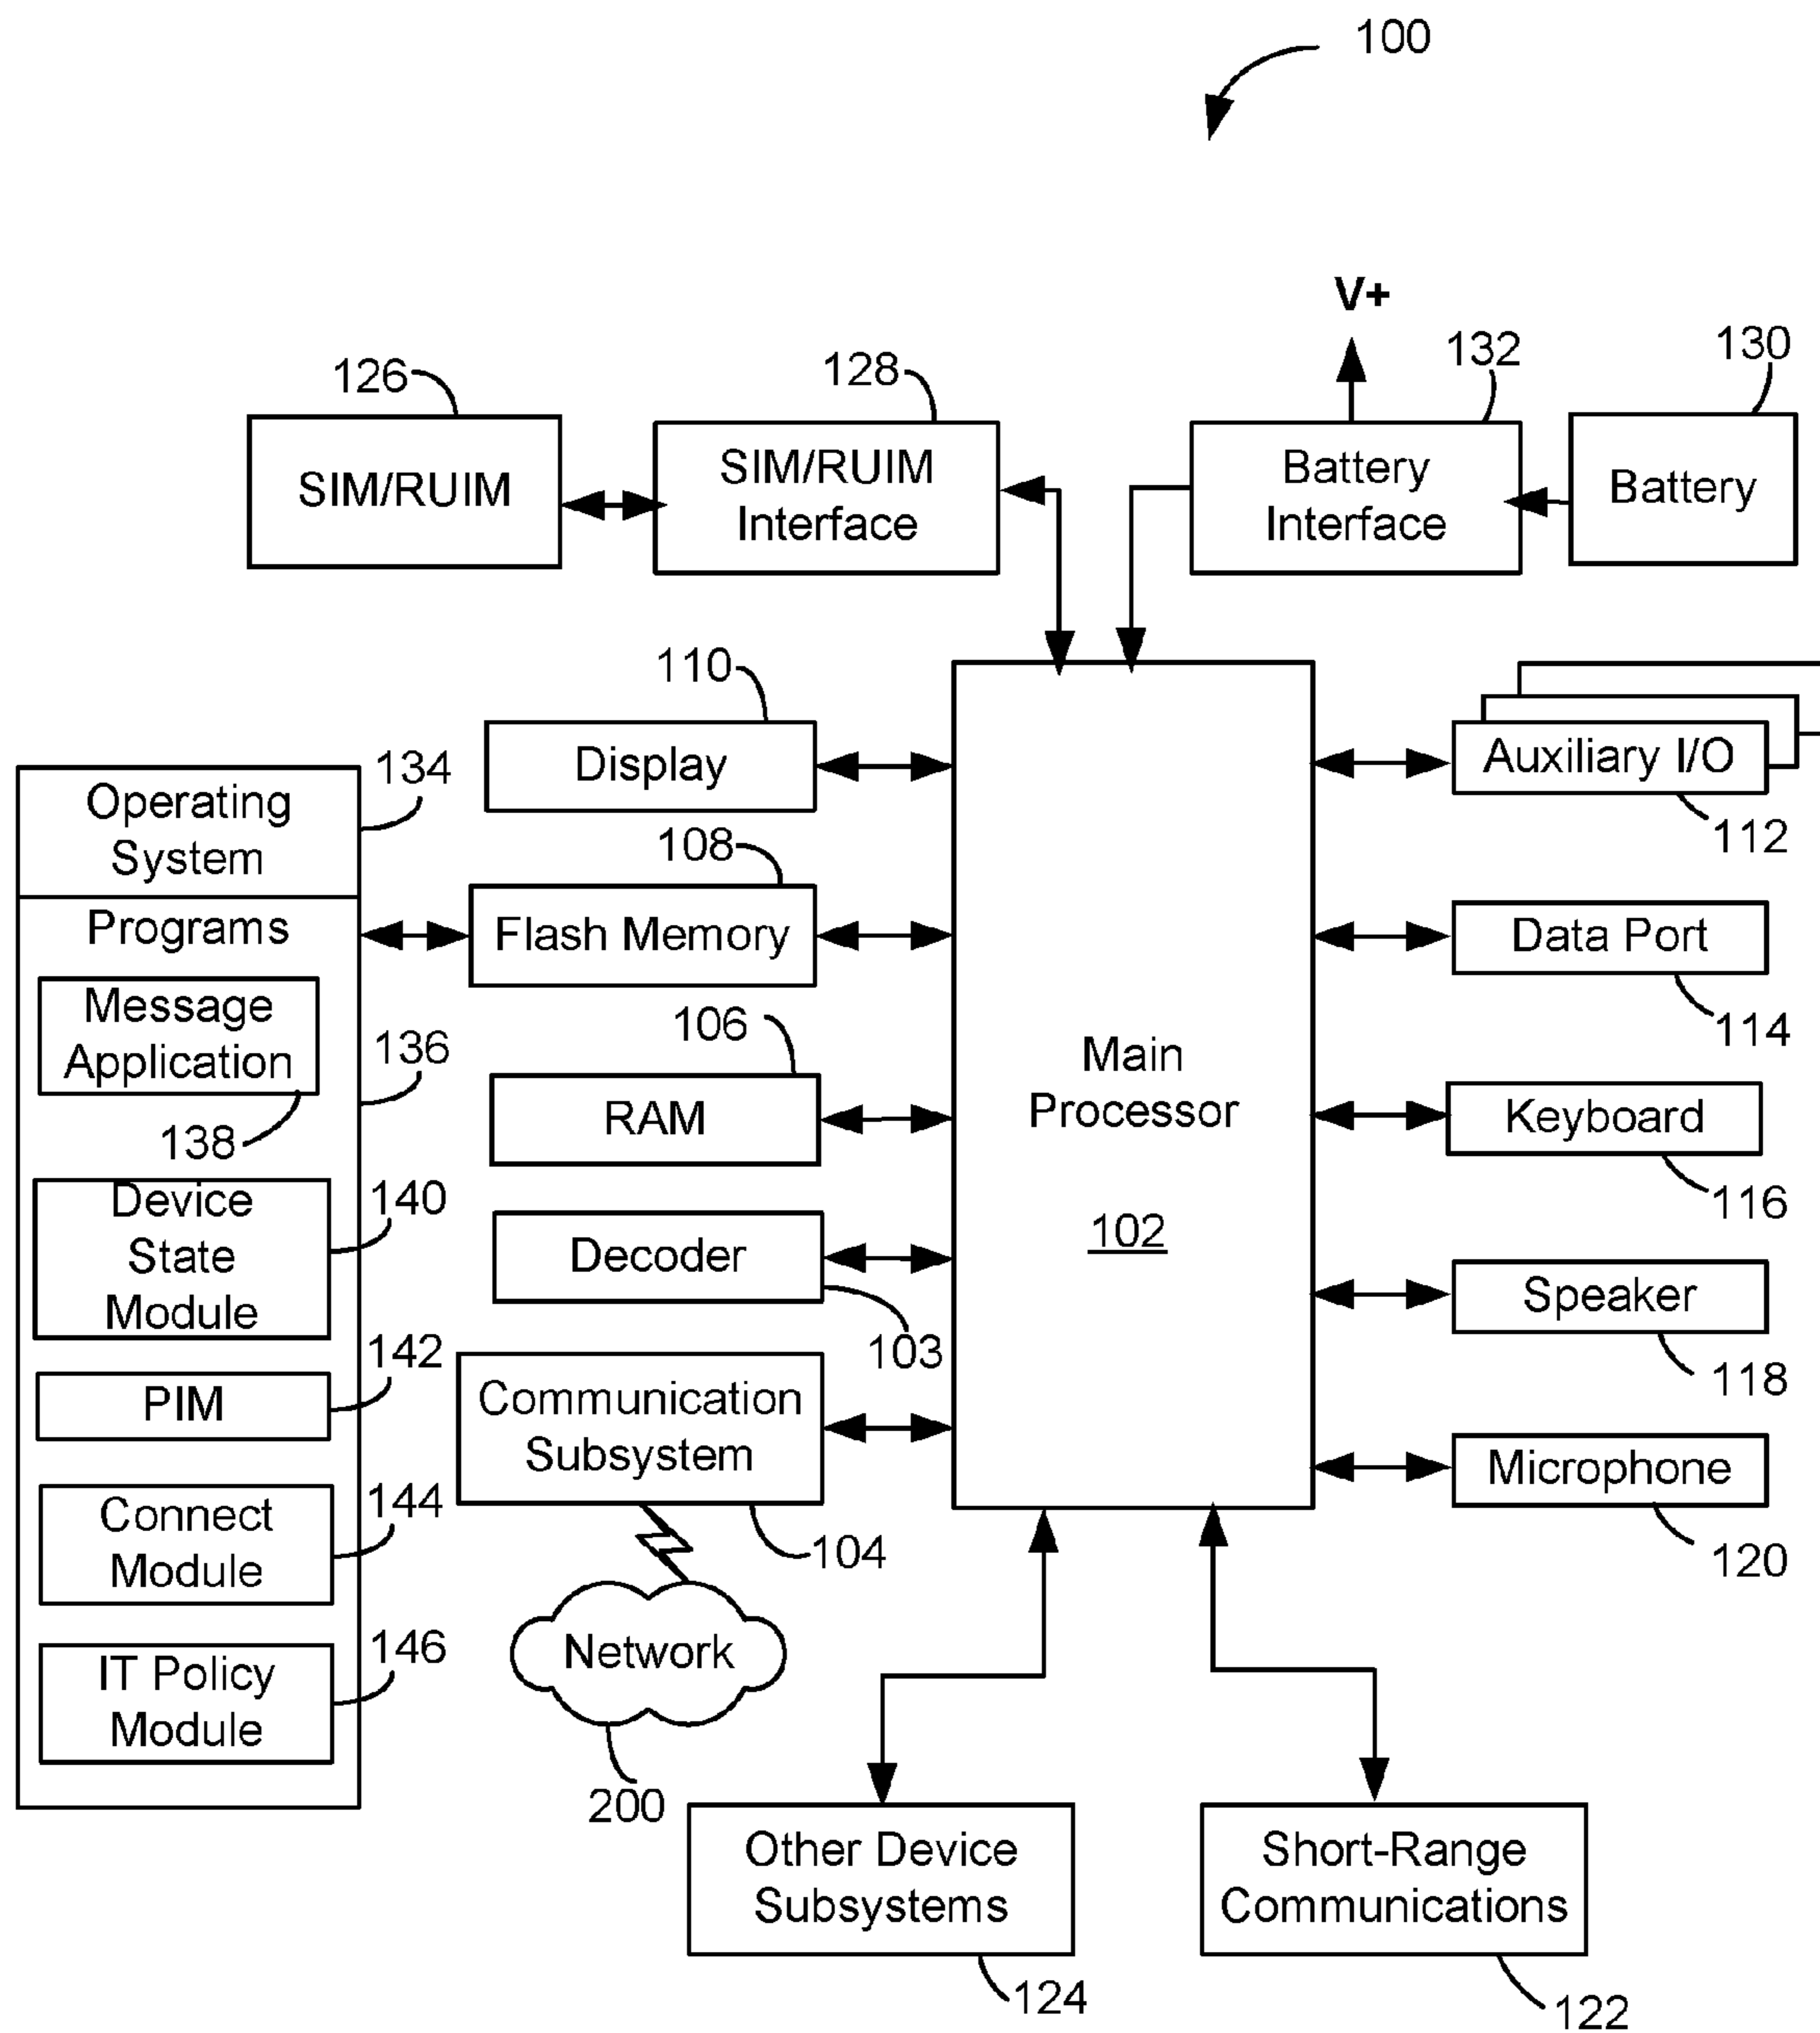 100
V+
126
128
132
130
SIM/RUIM
SIM/RUIM
Interface
Battery
Interface
Battery
110
Display
Auxiliary I/O
112
134
Operating
System
108
Programs
Flash Memory
Data Port
114
Message
Application
138
136
106
RAM
Main
Processor
102
Keyboard
116
Device
State
Module
140
Decoder
103
Speaker
118
PIM
142
Communication
Subsystem
104
Microphone
120
Connect
Module
144
Network
200
IT Policy
Module
146
Other Device
Subsystems
124
Short-Range
Communications
122